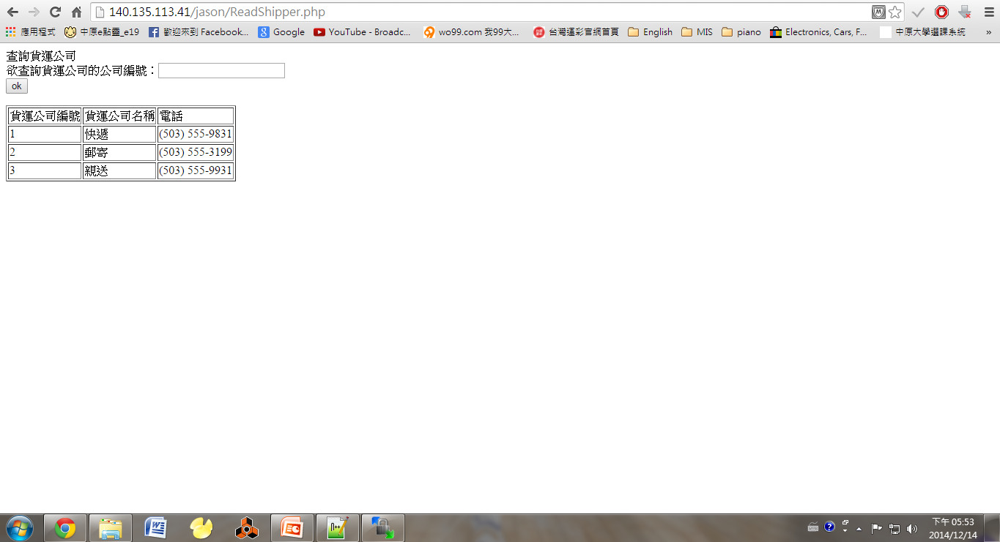 140.135.113.41/jason/ReadShipper.php
應用程式 中原e點靈_e19 歡迎來到 Facebook... Google YouTube - Broadc... wo99.com 我99大... 台灣運彩官網首頁 English MIS piano Electronics, Cars, F... 中原大學選課系統 »
查詢貨運公司
欲查詢貨運公司的公司編號：
ok
貨運公司編號 貨運公司名稱 電話
1 快遞 (503) 555-9831
2 郵寄 (503) 555-3199
3 親送 (503) 555-9931
下午 05:53
2014/12/14